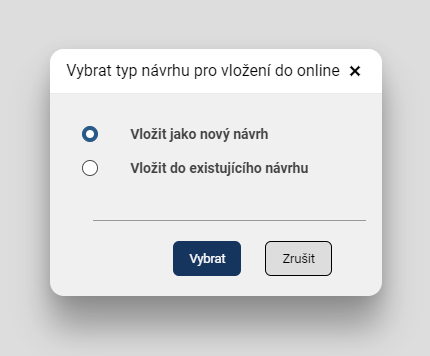 Vybrat typ návrhu pro vložení do online
Vložit jako nový návrh
Vložit do existujícího návrhu
Vybrat
Zrušit